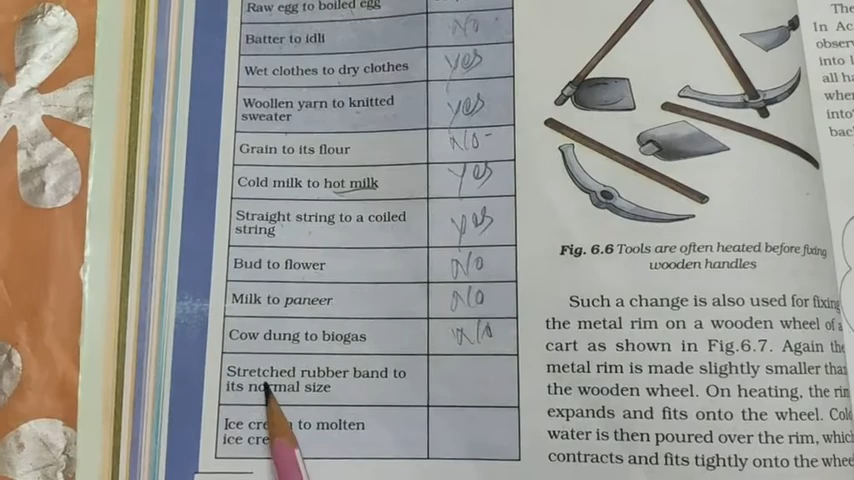 Raw egg to boiled egg
Batter to idli No
Wet clothes to dry clothes yes
Woollen yarn to knitted
sweater yes
Grain to its flour No
Cold milk to hot milk yes
Straight string to a coiled
string yes
Bud to flower No
Milk to paneer No
Cow dung to biogas No
Stretched rubber band to
its normal size
Ice to molten
ice
Fig. 6.6 Tools are often heated before fixing
wooden handles
Such a change is also used for fixing
the metal rim on a wooden wheel of a
cart as shown in Fig.6.7. Again the
metal rim is made slightly smaller than
the wooden wheel. On heating, the rim
expands and fits onto the wheel. Cold
water is then poured over the rim, which
contracts and fits tightly onto the wheel
The
In Ac
obser
into
all ha
when
into
bac